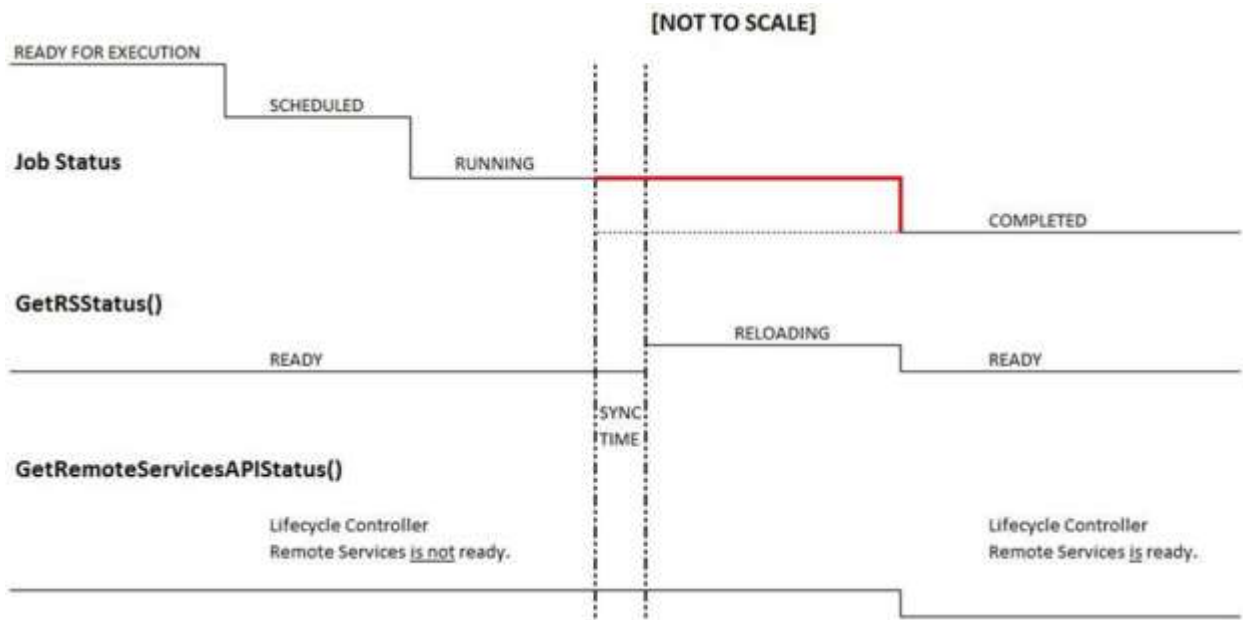 [NOT TO SCALE]
READY FOR EXECUTION
SCHEDULED
Job Status
RUNNING
COMPLETED
GetRSStatus()
RELOADING
READY
READY
SYNC
TIME
GetRemoteServicesAPIStatus()
Lifecycle Controller
Remote Services is not ready.
Lifecycle Controller
Remote Services is ready.